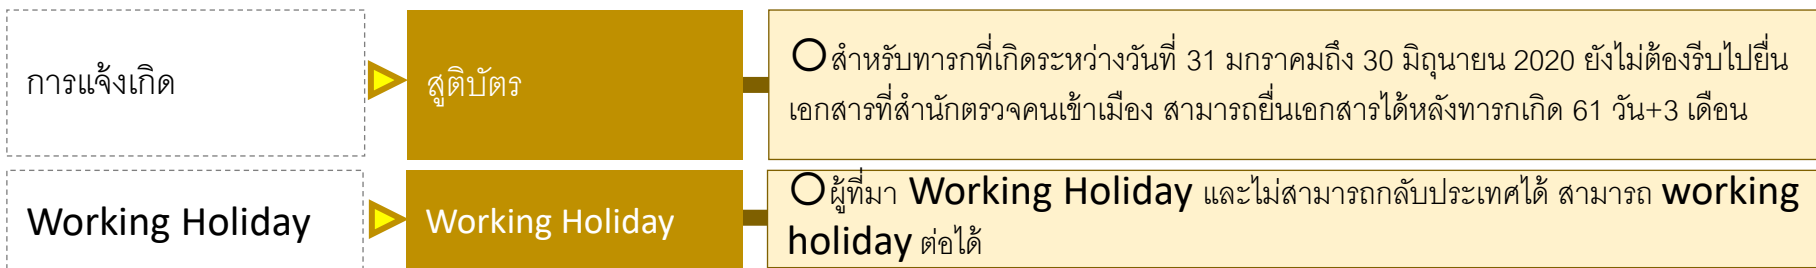 การแจ้งเกิด
สูติบัตร
〇สำหรับทารกที่เกิดระหว่างวันที่ 31 มกราคมถึง 30 มิถุนายน 2020 ยังไม่ต้องรีบไปยื่น
เอกสารที่สำนักตรวจคนเข้าเมือง สามารถยื่นเอกสารได้หลังทารกเกิด 61 วัน+3 เดือน
Working Holiday
Working Holiday
〇ผู้ที่มา Working Holiday และไม่สามารถกลับประเทศได้ สามารถ working
holiday ต่อได้